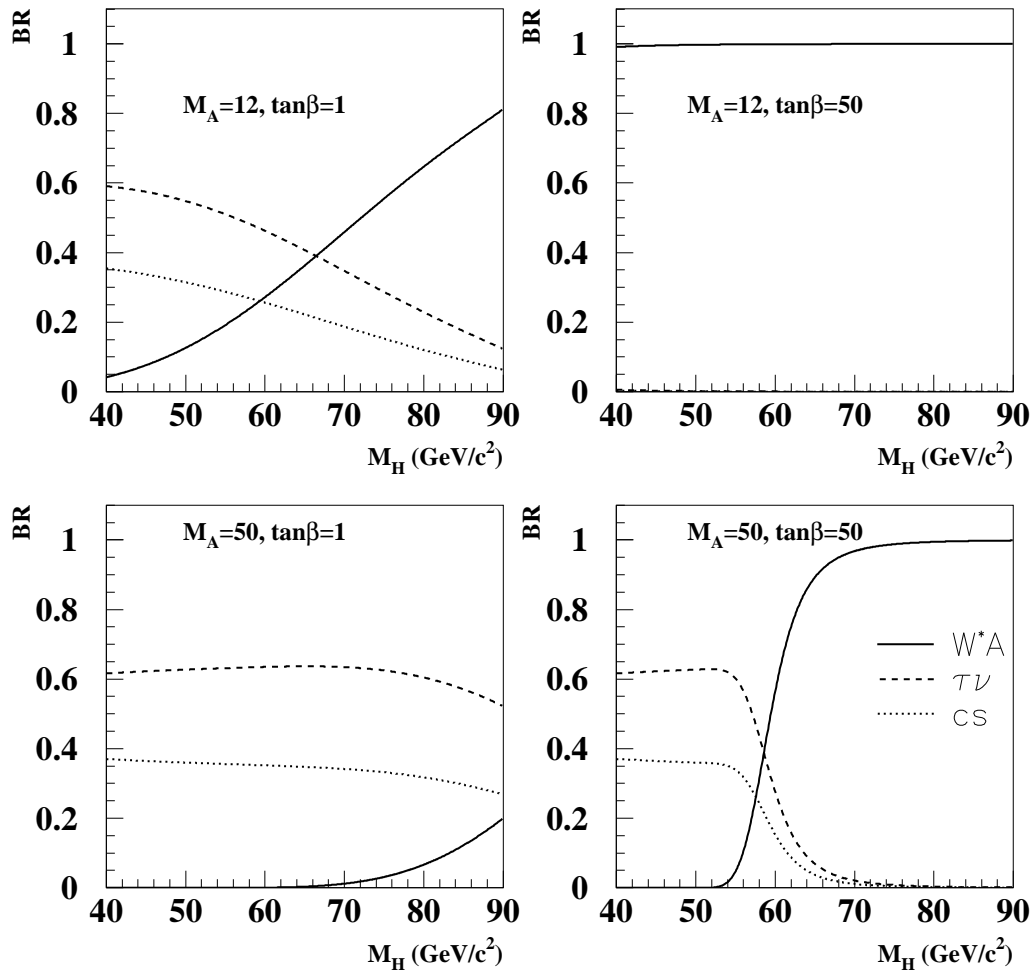 BR
1
0.8
0.6
0.4
0.2
0
M_A=12, tanβ=1
40 50 60 70 80 90
M_H (GeV/c²)
BR
1
0.8
0.6
0.4
0.2
0
M_A=12, tanβ=50
40 50 60 70 80 90
M_H (GeV/c²)
BR
1
0.8
0.6
0.4
0.2
0
M_A=50, tanβ=1
40 50 60 70 80 90
M_H (GeV/c²)
BR
1
0.8
0.6
0.4
0.2
0
M_A=50, tanβ=50
W*A
τν
cs
40 50 60 70 80 90
M_H (GeV/c²)